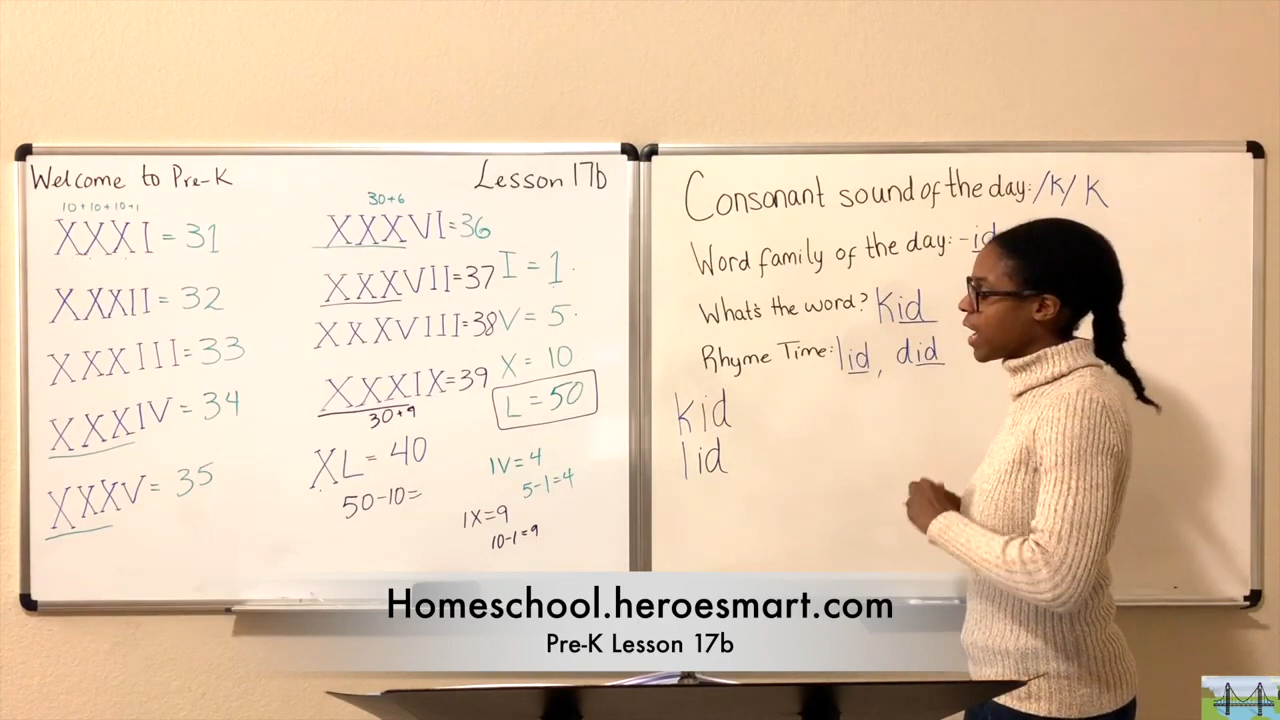 Welcome to Pre-K
Lesson 17b
10+10+10+1
XXXI = 31
XXXII = 32
XXXIII = 33
XXXIV = 34
XXXV = 35
30+6
XXXVI = 36
XXXVII = 37
XXXVIII = 38
XXXIX = 39
30+9
XL = 40
50-10=
I = 1
V = 5
X = 10
L = 50
IV = 4
5-1=4
IX = 9
10-1=9
Consonant sound of the day: /K/ K
Word family of the day: -id
What's the word? kid
Rhyme Time: lid, did
kid
lid
Homeschool.heroesmart.com
Pre-K Lesson 17b